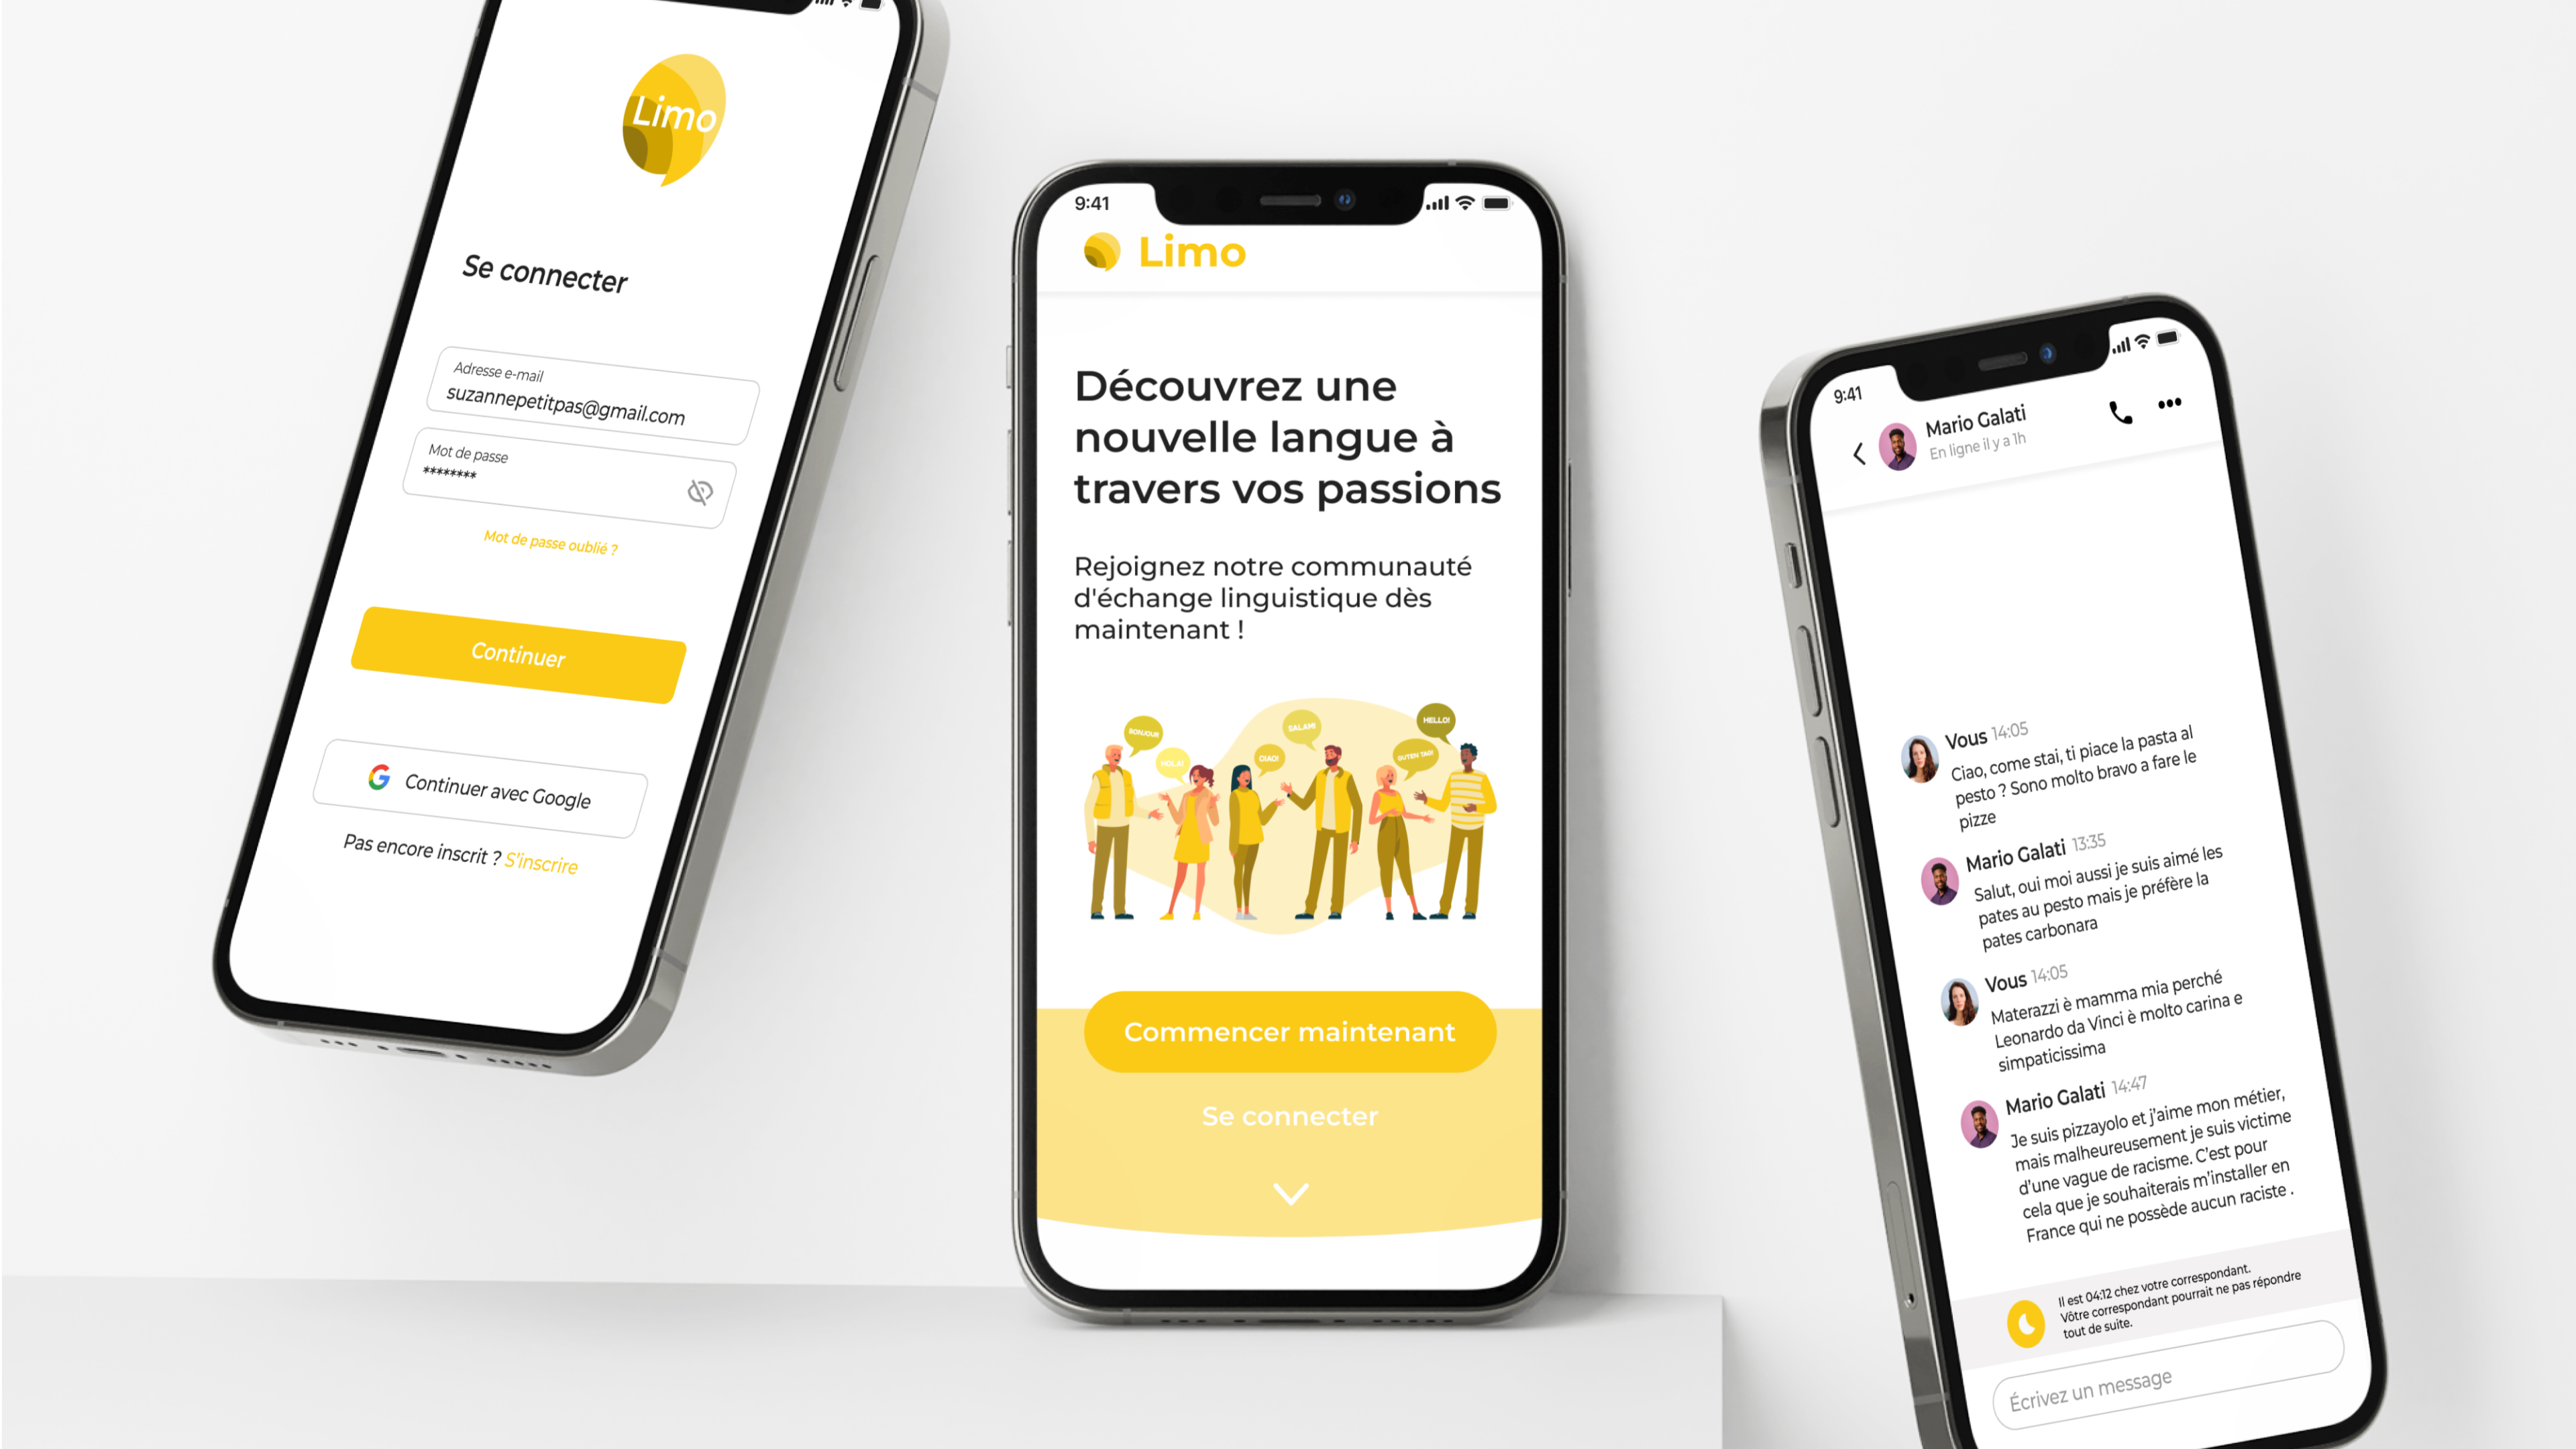 Limo
Se connecter
Adresse e-mail
suzannepetitpas@gmail.com
Mot de passe
********
Mot de passe oublié ?
Continuer
Continuer avec Google
Pas encore inscrit ? S'inscrire
9:41
Limo
Découvrez une
nouvelle langue à
travers vos passions
Rejoignez notre communauté
d'échange linguistique dès
maintenant !
BONJOUR
HOLA!
CIAO!
SALAM!
GUTEN TAG!
HELLO!
Commencer maintenant
Se connecter
9:41
Mario Galati
En ligne il y a 1h
Vous 14:05
Ciao, come stai, ti piace la pasta al
pesto ? Sono molto bravo a fare le
pizze
Mario Galati 13:35
Salut, oui moi aussi je suis aimé les
pates au pesto mais je préfère la
pates carbonara
Vous 14:05
Materazzi è mamma mia perché
Leonardo da Vinci è molto carina e
simpaticissima
Mario Galati 14:47
Je suis pizzayolo et j'aime mon métier,
mais malheureusement je suis victime
d'une vague de racisme. C'est pour
cela que je souhaiterais m'installer en
France qui ne possède aucun raciste .
Il est 04:12 chez votre correspondant.
Vôtre correspondant pourrait ne pas répondre
tout de suite.
Écrivez un message